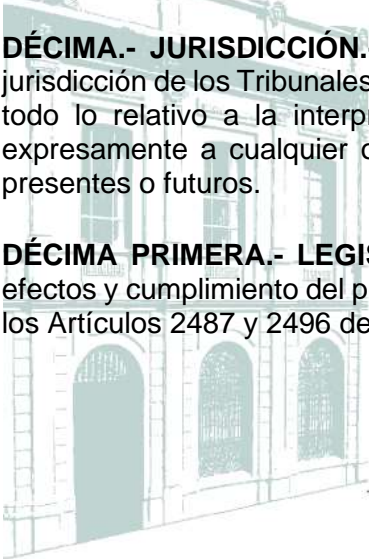 DÉCIMA.- JURISDICCIÓN.
jurisdicción de los Tribunales
todo lo relativo a la interp
expresamente a cualquier
presentes o futuros.
DÉCIMA PRIMERA.- LEGIS
efectos y cumplimiento del p
los Artículos 2487 y 2496 de